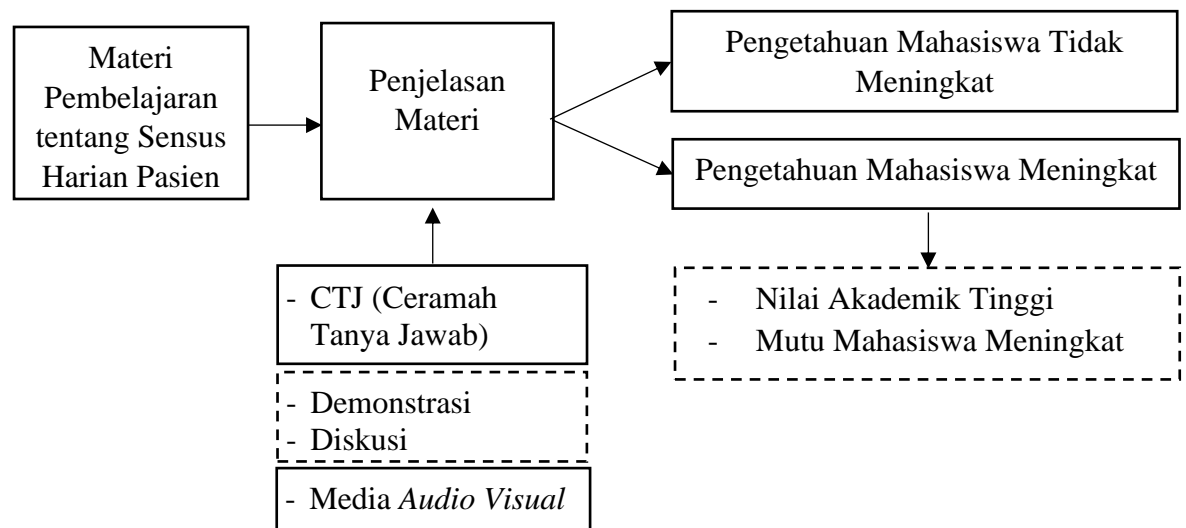 Materi
Pembelajaran
tentang Sensus
Harian Pasien
Penjelasan
Materi
Pengetahuan Mahasiswa Tidak
Meningkat
Pengetahuan Mahasiswa Meningkat
- Nilai Akademik Tinggi
- Mutu Mahasiswa Meningkat
- CTJ (Ceramah
Tanya Jawab)
- Demonstrasi
- Diskusi
- Media Audio Visual